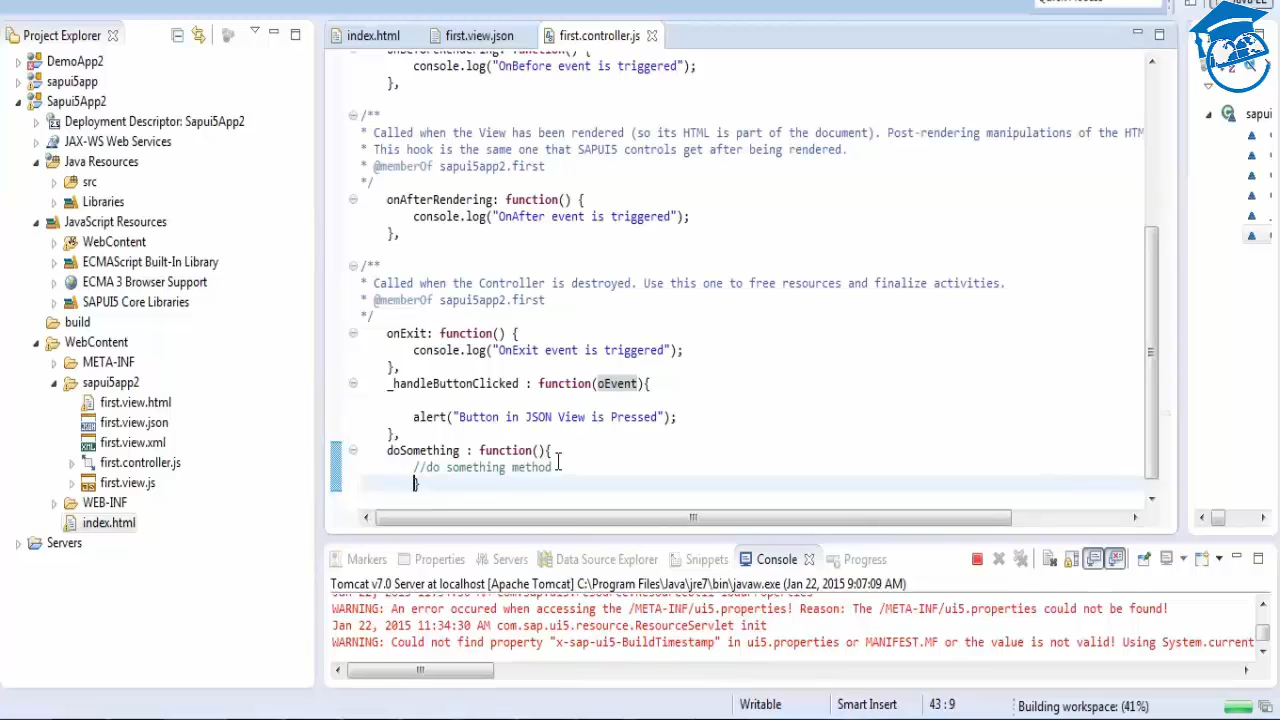 Project Explorer
DemoApp2
sapui5app
Sapui5App2
Deployment Descriptor: Sapui5App2
JAX-WS Web Services
Java Resources
src
Libraries
JavaScript Resources
WebContent
ECMAScript Built-In Library
ECMA 3 Browser Support
SAPUI5 Core Libraries
build
WebContent
META-INF
sapui5app2
first.view.html
first.view.json
first.view.xml
first.controller.js
first.view.js
WEB-INF
index.html
Servers
index.html first.view.json first.controller.js
console.log("OnBefore event is triggered");
},
/**
* Called when the View has been rendered (so its HTML is part of the document). Post-rendering manipulations of the HTM
* This hook is the same one that SAPUI5 controls get after being rendered.
* @memberOf sapui5app2.first
*/
onAfterRendering: function() {
console.log("OnAfter event is triggered");
},
/**
* Called when the Controller is destroyed. Use this one to free resources and finalize activities.
* @memberOf sapui5app2.first
*/
onExit: function() {
console.log("OnExit event is triggered");
},
_handleButtonClicked : function(oEvent){
alert("Button in JSON View is Pressed");
},
doSomething : function(){
//do something method
}
sapui
Markers Properties Servers Data Source Explorer Snippets Console Progress
Tomcat v7.0 Server at localhost [Apache Tomcat] C:\Program Files\Java\jre7\bin\javaw.exe (Jan 22, 2015 9:07:09 AM)
WARNING: An error occured when accessing the /META-INF/ui5.properties! Reason: The /META-INF/ui5.properties could not be found!
Jan 22, 2015 11:34:30 AM com.sap.ui5.resource.ResourceServlet init
WARNING: Could not find property "x-sap-ui5-BuildTimestamp" in ui5.properties or MANIFEST.MF or the value is not valid! Using System.current
Writable Smart Insert 43 : 9 Building workspace: (41%)